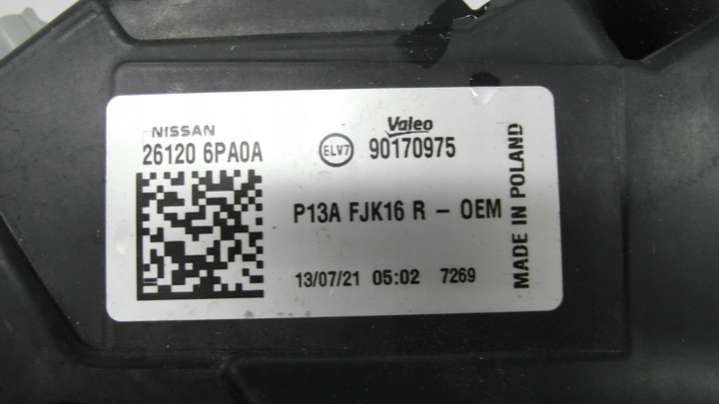 NISSAN
26120 6PA0A
ELV7
Valeo
90170975
P13A FJK16 R - OEM
13/07/21 05:02 7269
MADE IN POLAND